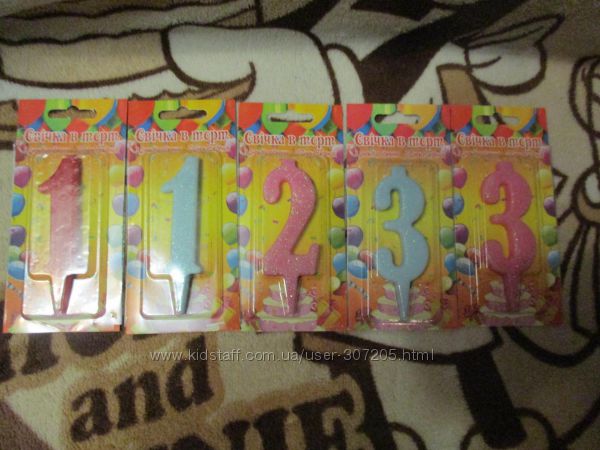 Свічка в торт
Свічка в торт
Свічка в торт
Свічка в торт
Свічка в торт
1
1
2
3
3
www.kidstaff.com.ua/user-307205.html
and
NNIE